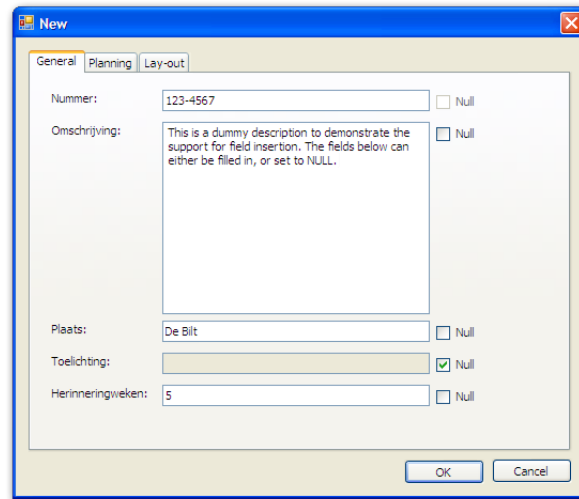 New
General Planning Lay-out
Nummer: 123-4567 Null
Omschrijving: This is a dummy description to demonstrate the Null
support for field insertion. The fields below can
either be filled in, or set to NULL.
Plaats: De Bilt Null
Toelichting: Null
Herinneringweken: 5 Null
OK Cancel